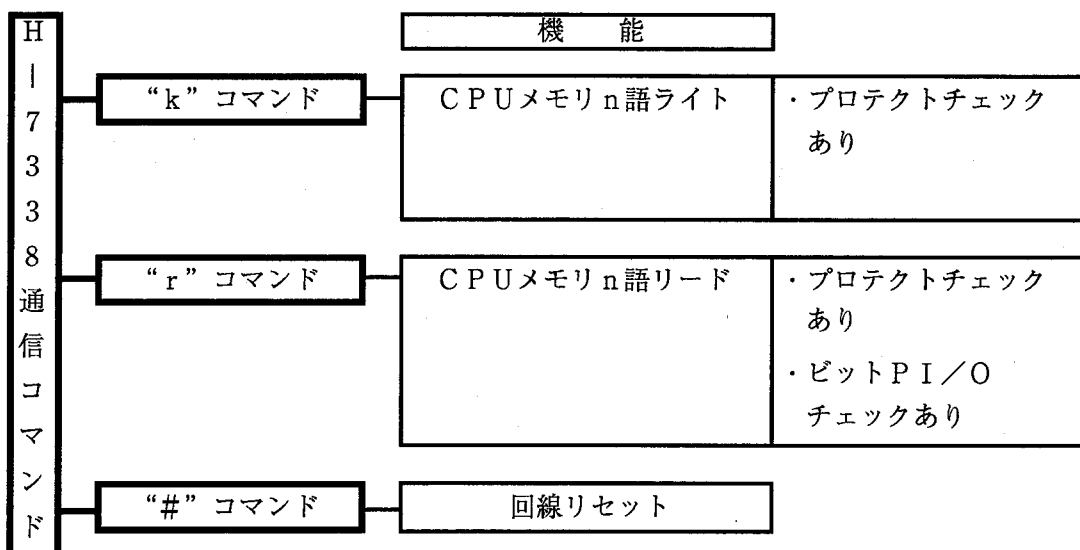 H―7338通信コマンド
機　　能
“k” コマンド
CPUメモリn語ライト
・プロテクトチェック
あり
“r” コマンド
CPUメモリn語リード
・プロテクトチェック
あり
・ビットPI／O
チェックあり
“#” コマンド
回線リセット